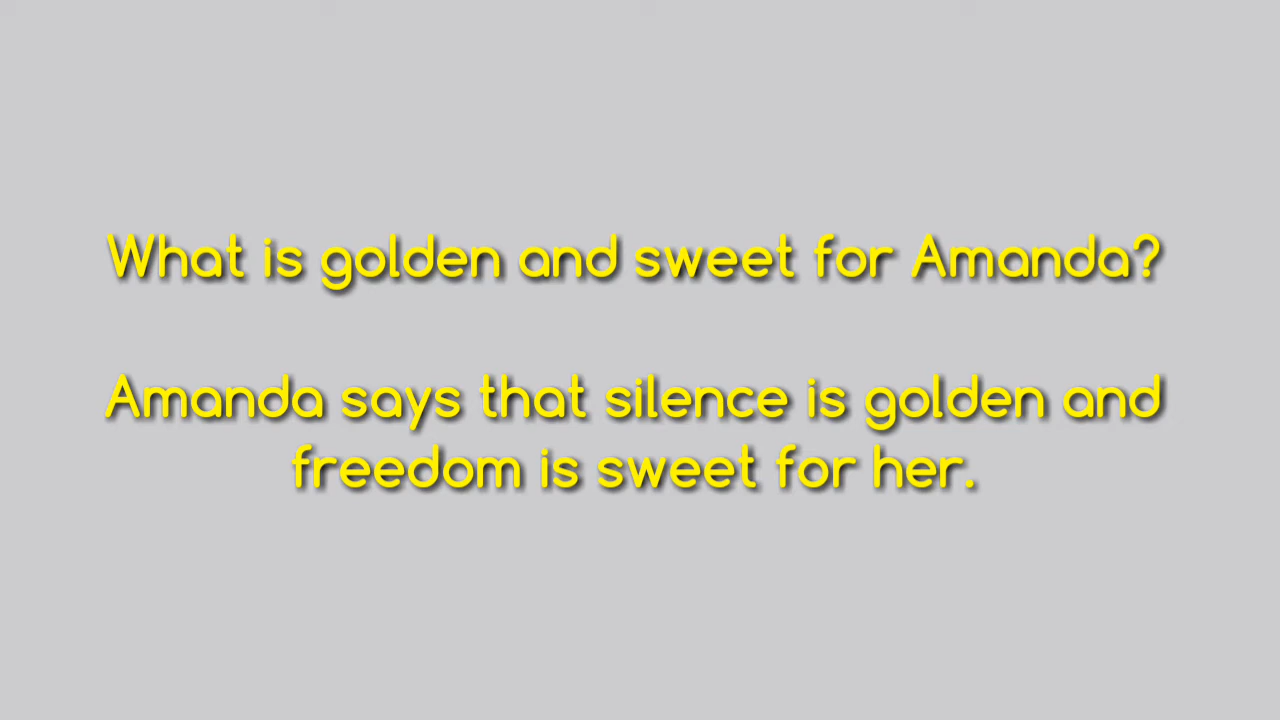 What is golden and sweet for Amanda?
Amanda says that silence is golden and
freedom is sweet for her.